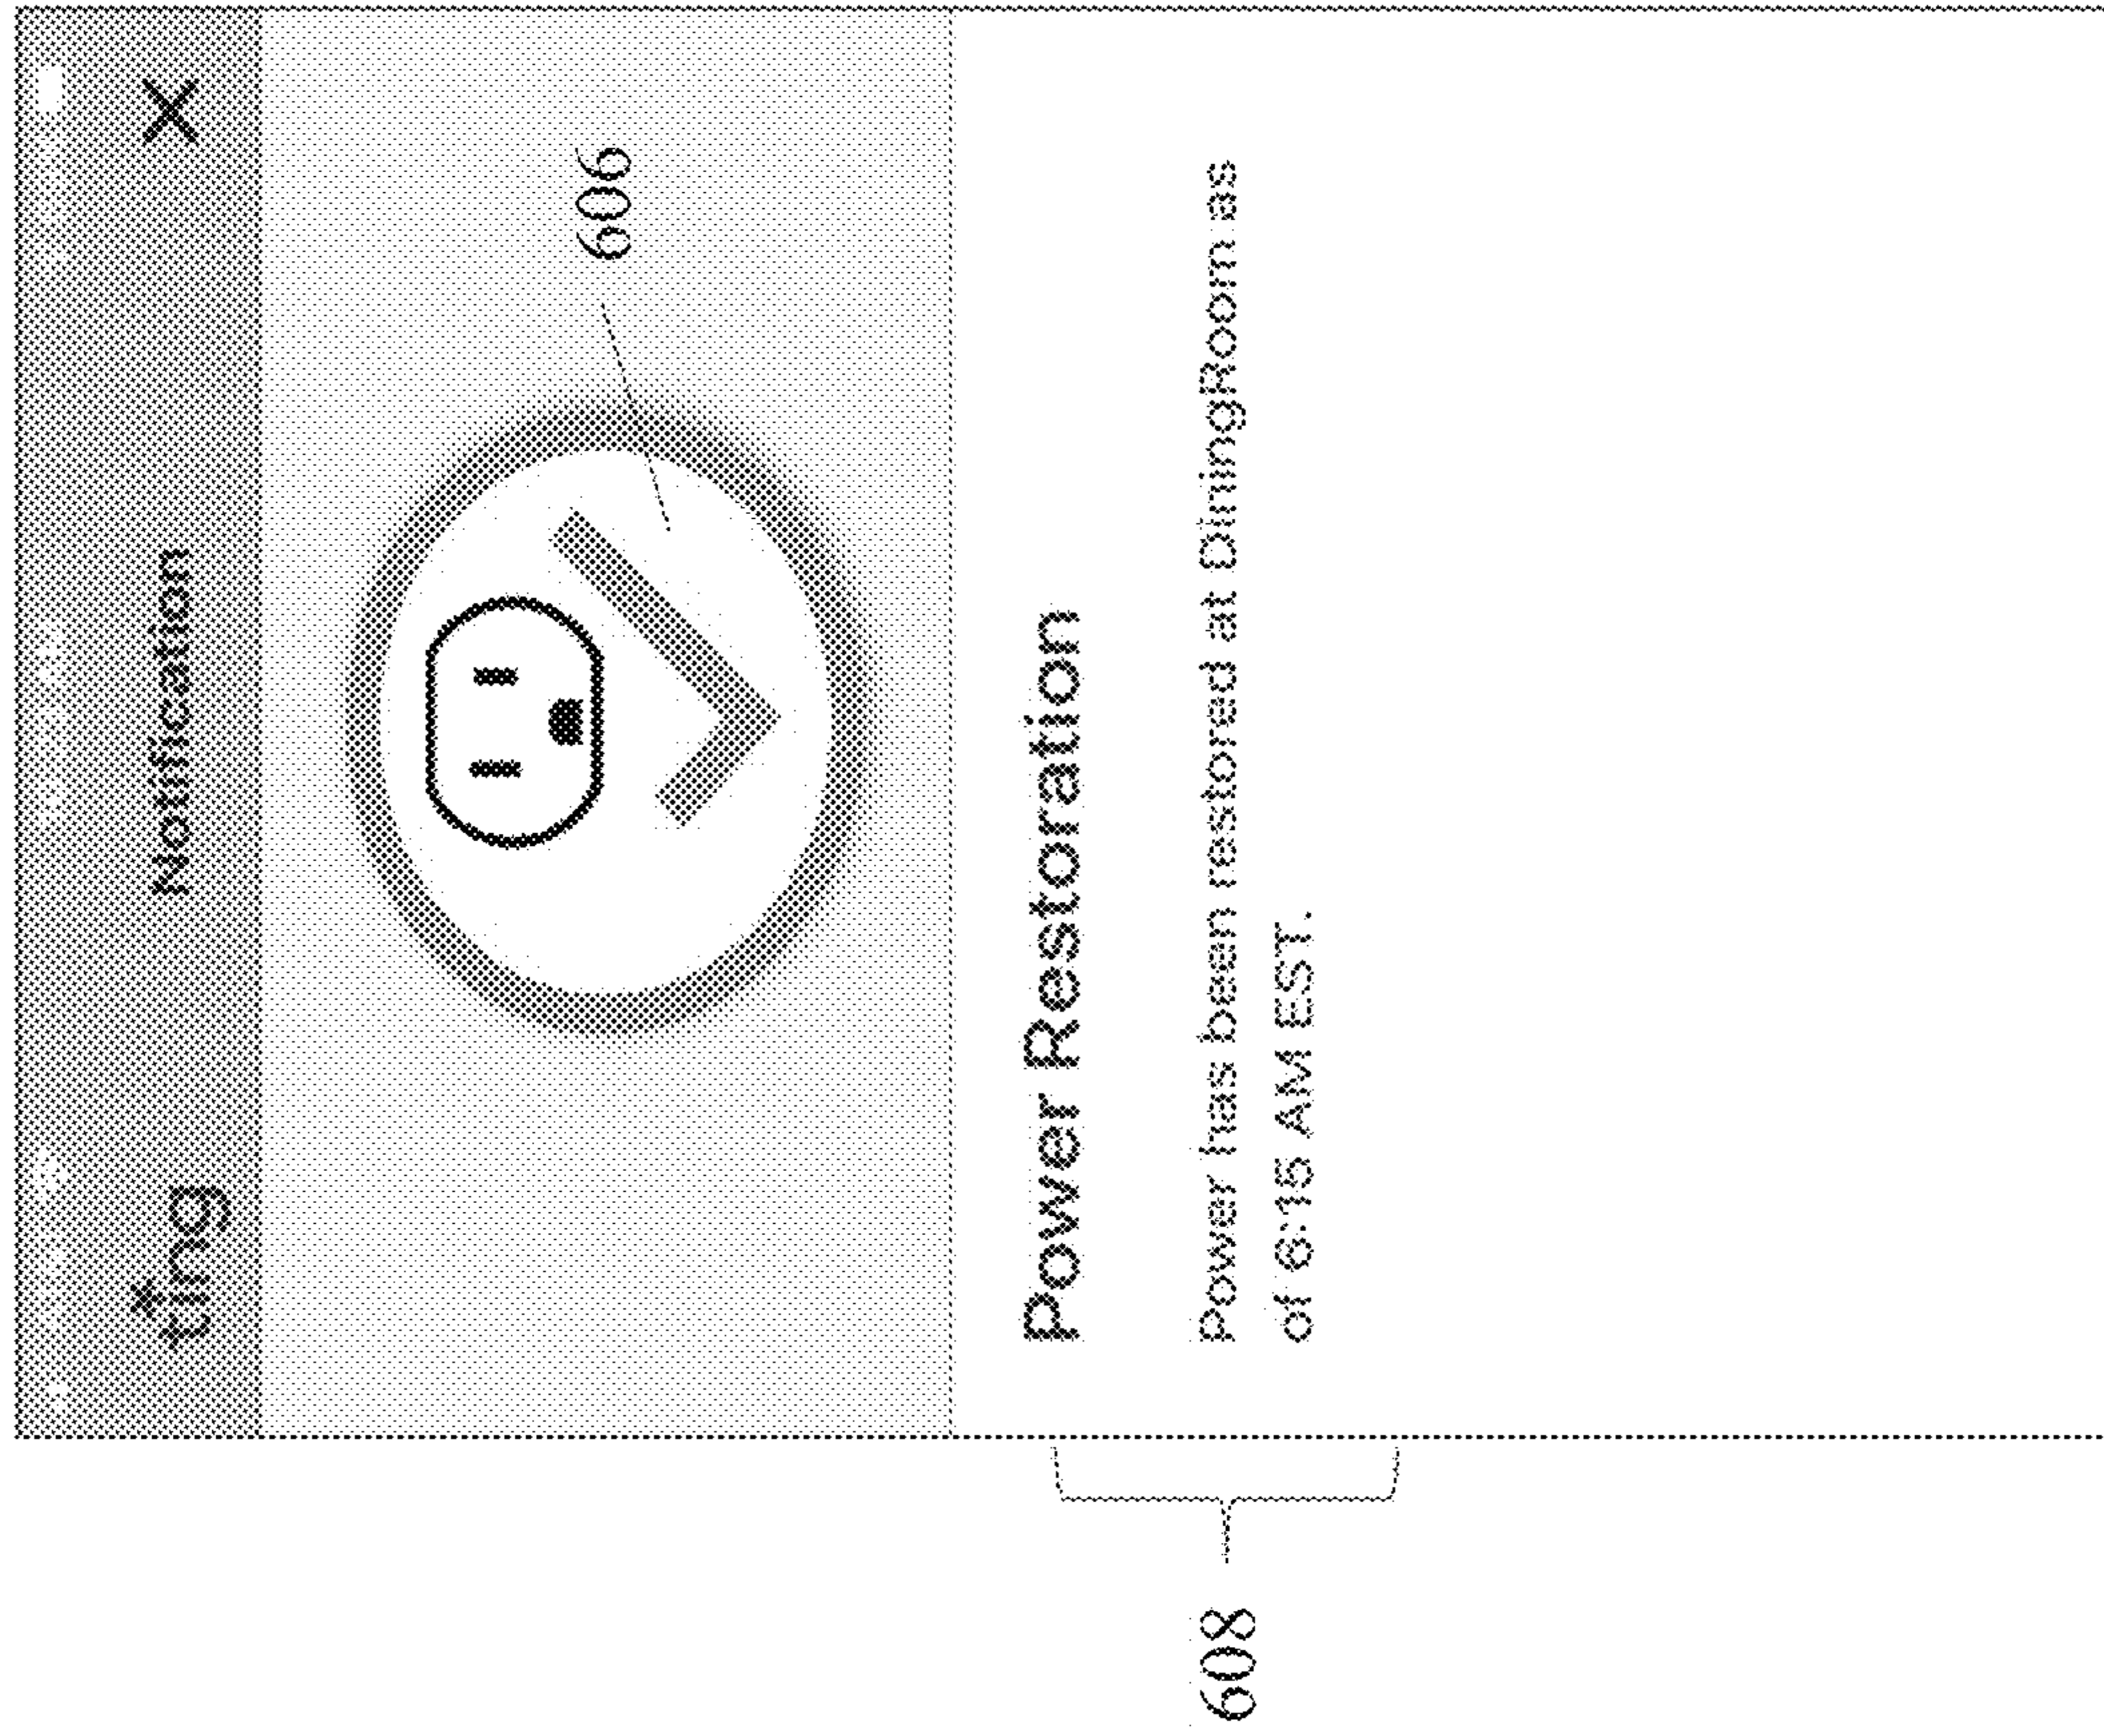 ting
Notification
X
606
Power Restoration
Power has been restored at DiningRoom as
of 6:15 AM EST.
608